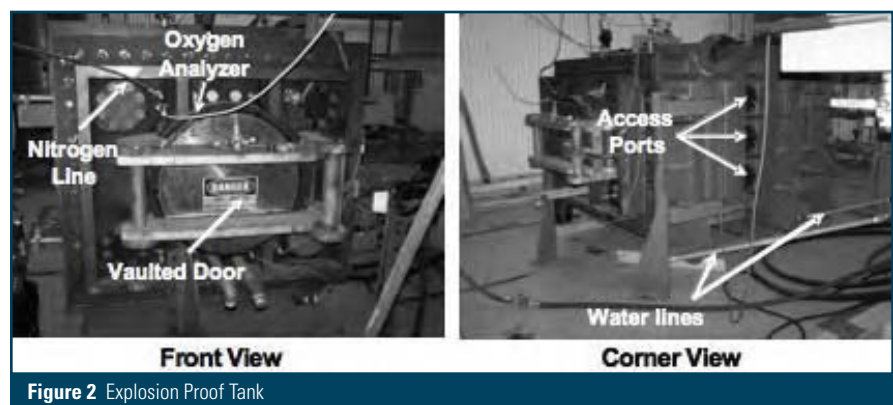 Oxygen
Analyzer
Nitrogen
Line
DANGER
Vaulted Door
Access
Ports
Water lines
Front View
Corner View
Figure 2 Explosion Proof Tank